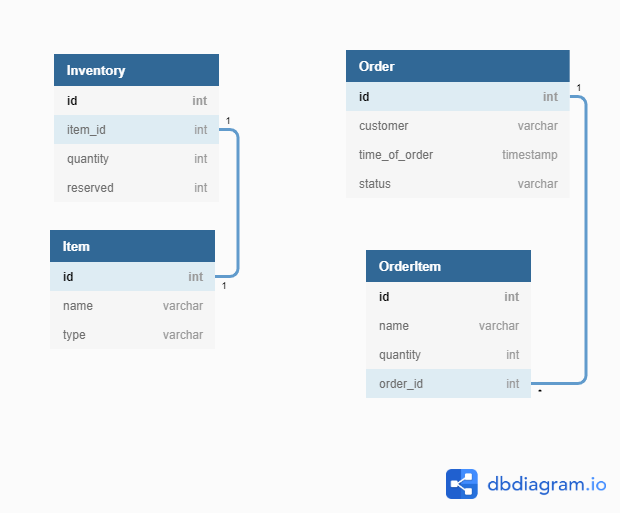 Inventory
id int
item_id int
quantity int
reserved int
1
Item
id int
name varchar
type varchar
1
Order
id int
customer varchar
time_of_order timestamp
status varchar
1
OrderItem
id int
name varchar
quantity int
order_id int
*
dbdiagram.io